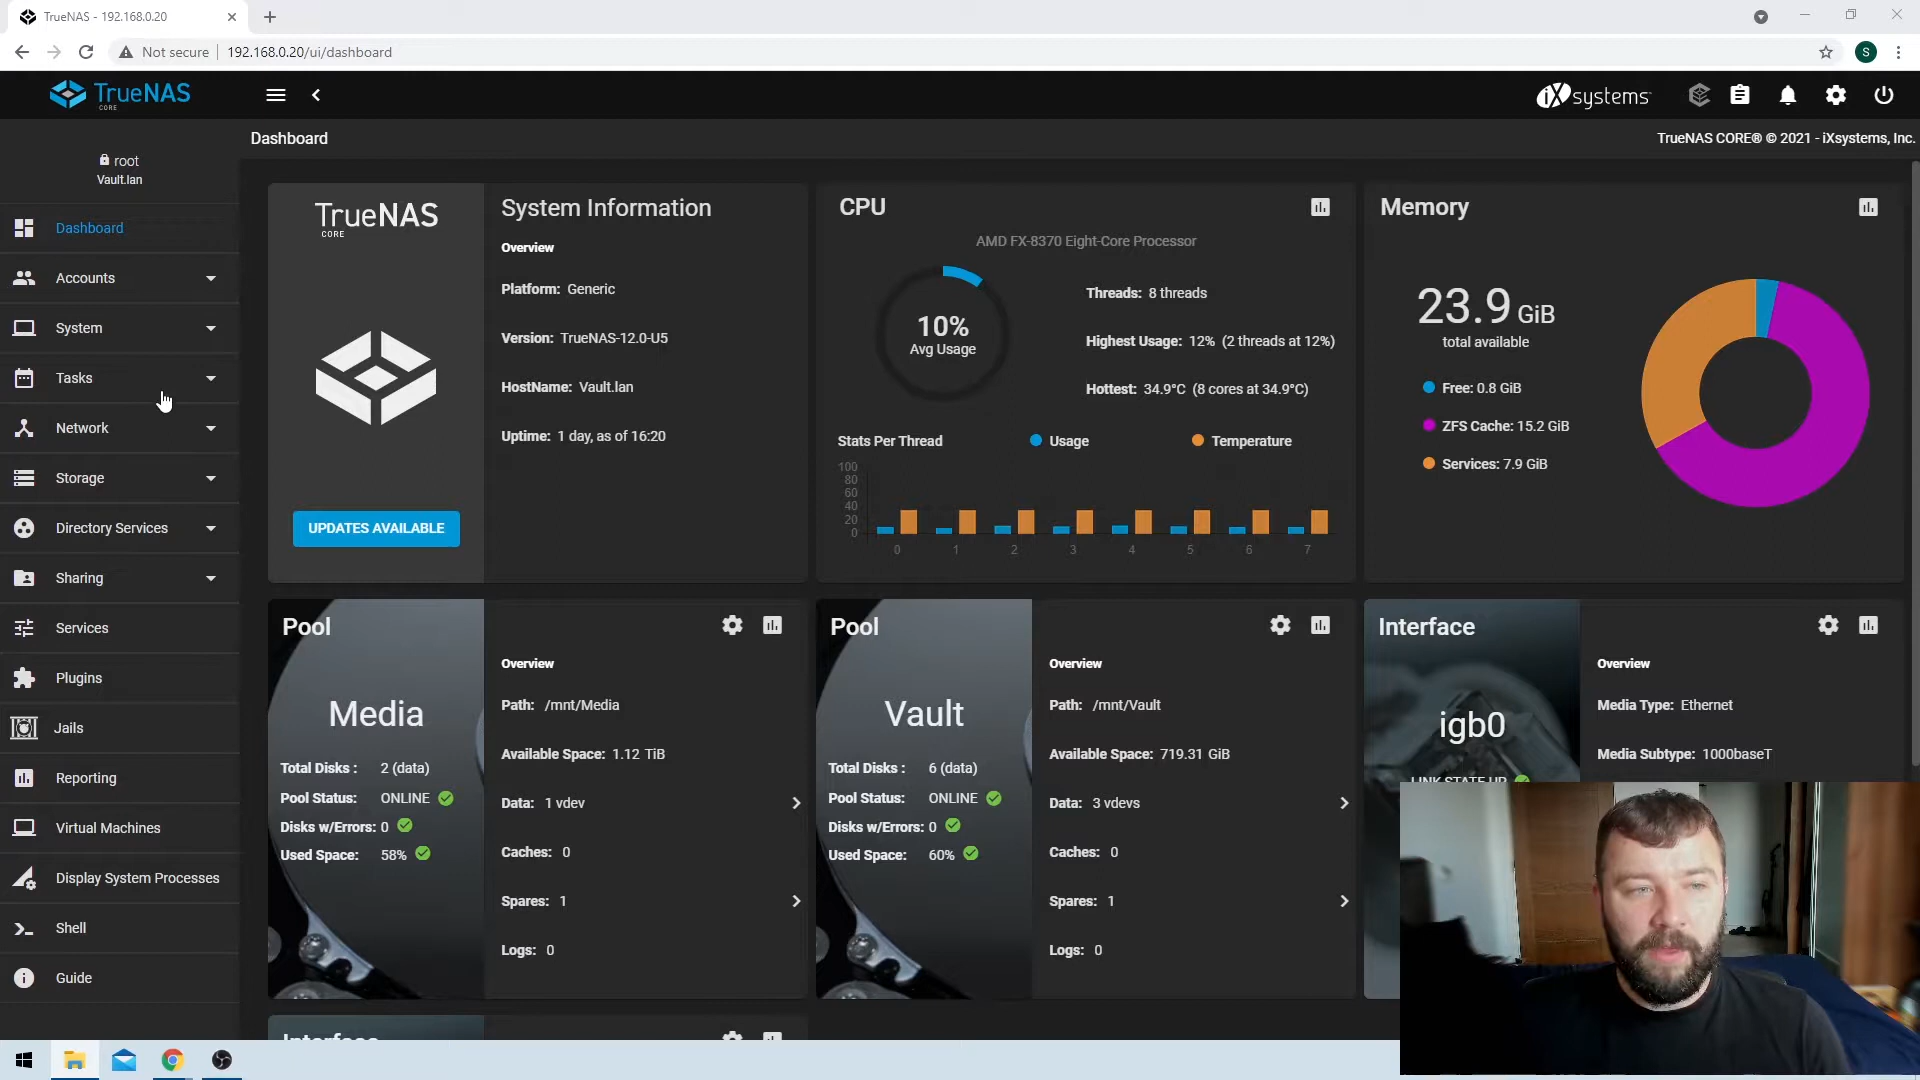 TrueNAS - 192.168.0.20
Not secure
192.168.0.20/ui/dashboard
S
TrueNAS
CORE
iXsystems
Dashboard
TrueNAS CORE® © 2021 - iXsystems, Inc.
root
Vault.lan
Dashboard
Accounts
System
Tasks
Network
Storage
Directory Services
Sharing
Services
Plugins
Jails
Reporting
Virtual Machines
Display System Processes
Shell
Guide
TrueNAS
CORE
UPDATES AVAILABLE
System Information
Overview
Platform: Generic
Version: TrueNAS-12.0-U5
HostName: Vault.lan
Uptime: 1 day, as of 16:20
CPU
AMD FX-8370 Eight-Core Processor
10%
Avg Usage
Threads: 8 threads
Highest Usage: 12% (2 threads at 12%)
Hottest: 34.9°C (8 cores at 34.9°C)
Stats Per Thread
Usage
Temperature
100
80
60
40
20
0
0 1 2 3 4 5 6 7
Memory
23.9 GiB
total available
Free: 0.8 GiB
ZFS Cache: 15.2 GiB
Services: 7.9 GiB
Pool
Media
Total Disks : 2 (data)
Pool Status: ONLINE
Disks w/Errors: 0
Used Space: 58%
Overview
Path: /mnt/Media
Available Space: 1.12 TiB
Data: 1 vdev
Caches: 0
Spares: 1
Logs: 0
Pool
Vault
Total Disks : 6 (data)
Pool Status: ONLINE
Disks w/Errors: 0
Used Space: 60%
Overview
Path: /mnt/Vault
Available Space: 719.31 GiB
Data: 3 vdevs
Caches: 0
Spares: 1
Logs: 0
Interface
igb0
LINK STATE UP
Overview
Media Type: Ethernet
Media Subtype: 1000baseT
Interface